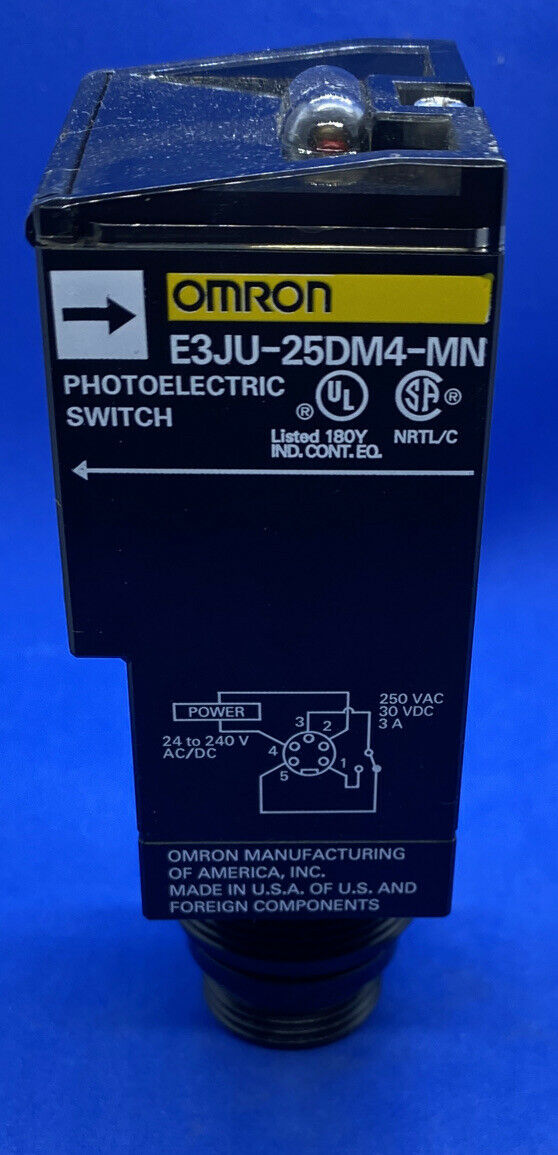 OMRON
E3JU-25DM4-MN
PHOTOELECTRIC
SWITCH
® UL
Listed 180Y
IND. CONT. EQ.
SA ®
NRTL/C
POWER
24 to 240 V
AC/DC
3
2
4
1
5
250 VAC
30 VDC
3 A
OMRON MANUFACTURING
OF AMERICA, INC.
MADE IN U.S.A. OF U.S. AND
FOREIGN COMPONENTS